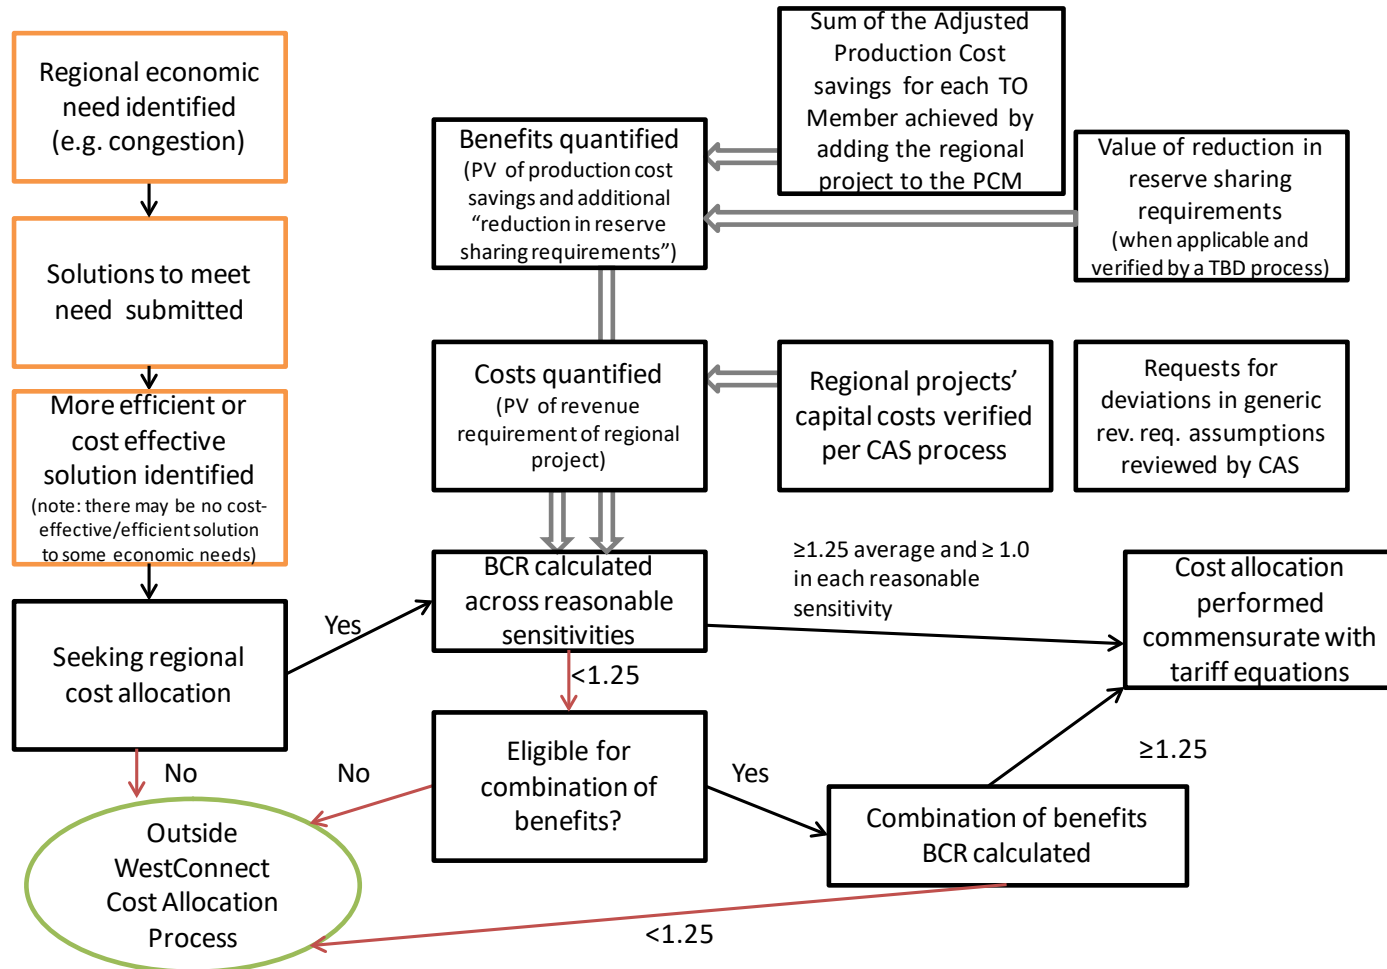 Regional economic
need identified
(e.g. congestion)
Solutions to meet
need submitted
More efficient or
cost effective
solution identified
(note: there may be no cost-
effective/efficient solution
to some economic needs)
Seeking regional
cost allocation
Yes
No
Outside
WestConnect
Cost Allocation
Process
Sum of the Adjusted
Production Cost
savings for each TO
Member achieved by
adding the regional
project to the PCM
Benefits quantified
(PV of production cost
savings and additional
“reduction in reserve
sharing requirements”)
Value of reduction in
reserve sharing
requirements
(when applicable and
verified by a TBD process)
Costs quantified
(PV of revenue
requirement of regional
project)
Regional projects’
capital costs verified
per CAS process
Requests for
deviations in generic
rev. req. assumptions
reviewed by CAS
BCR calculated
across reasonable
sensitivities
≥1.25 average and ≥ 1.0
in each reasonable
sensitivity
Cost allocation
performed
commensurate with
tariff equations
<1.25
Eligible for
combination of
benefits?
No
Yes
Combination of benefits
BCR calculated
≥1.25
<1.25